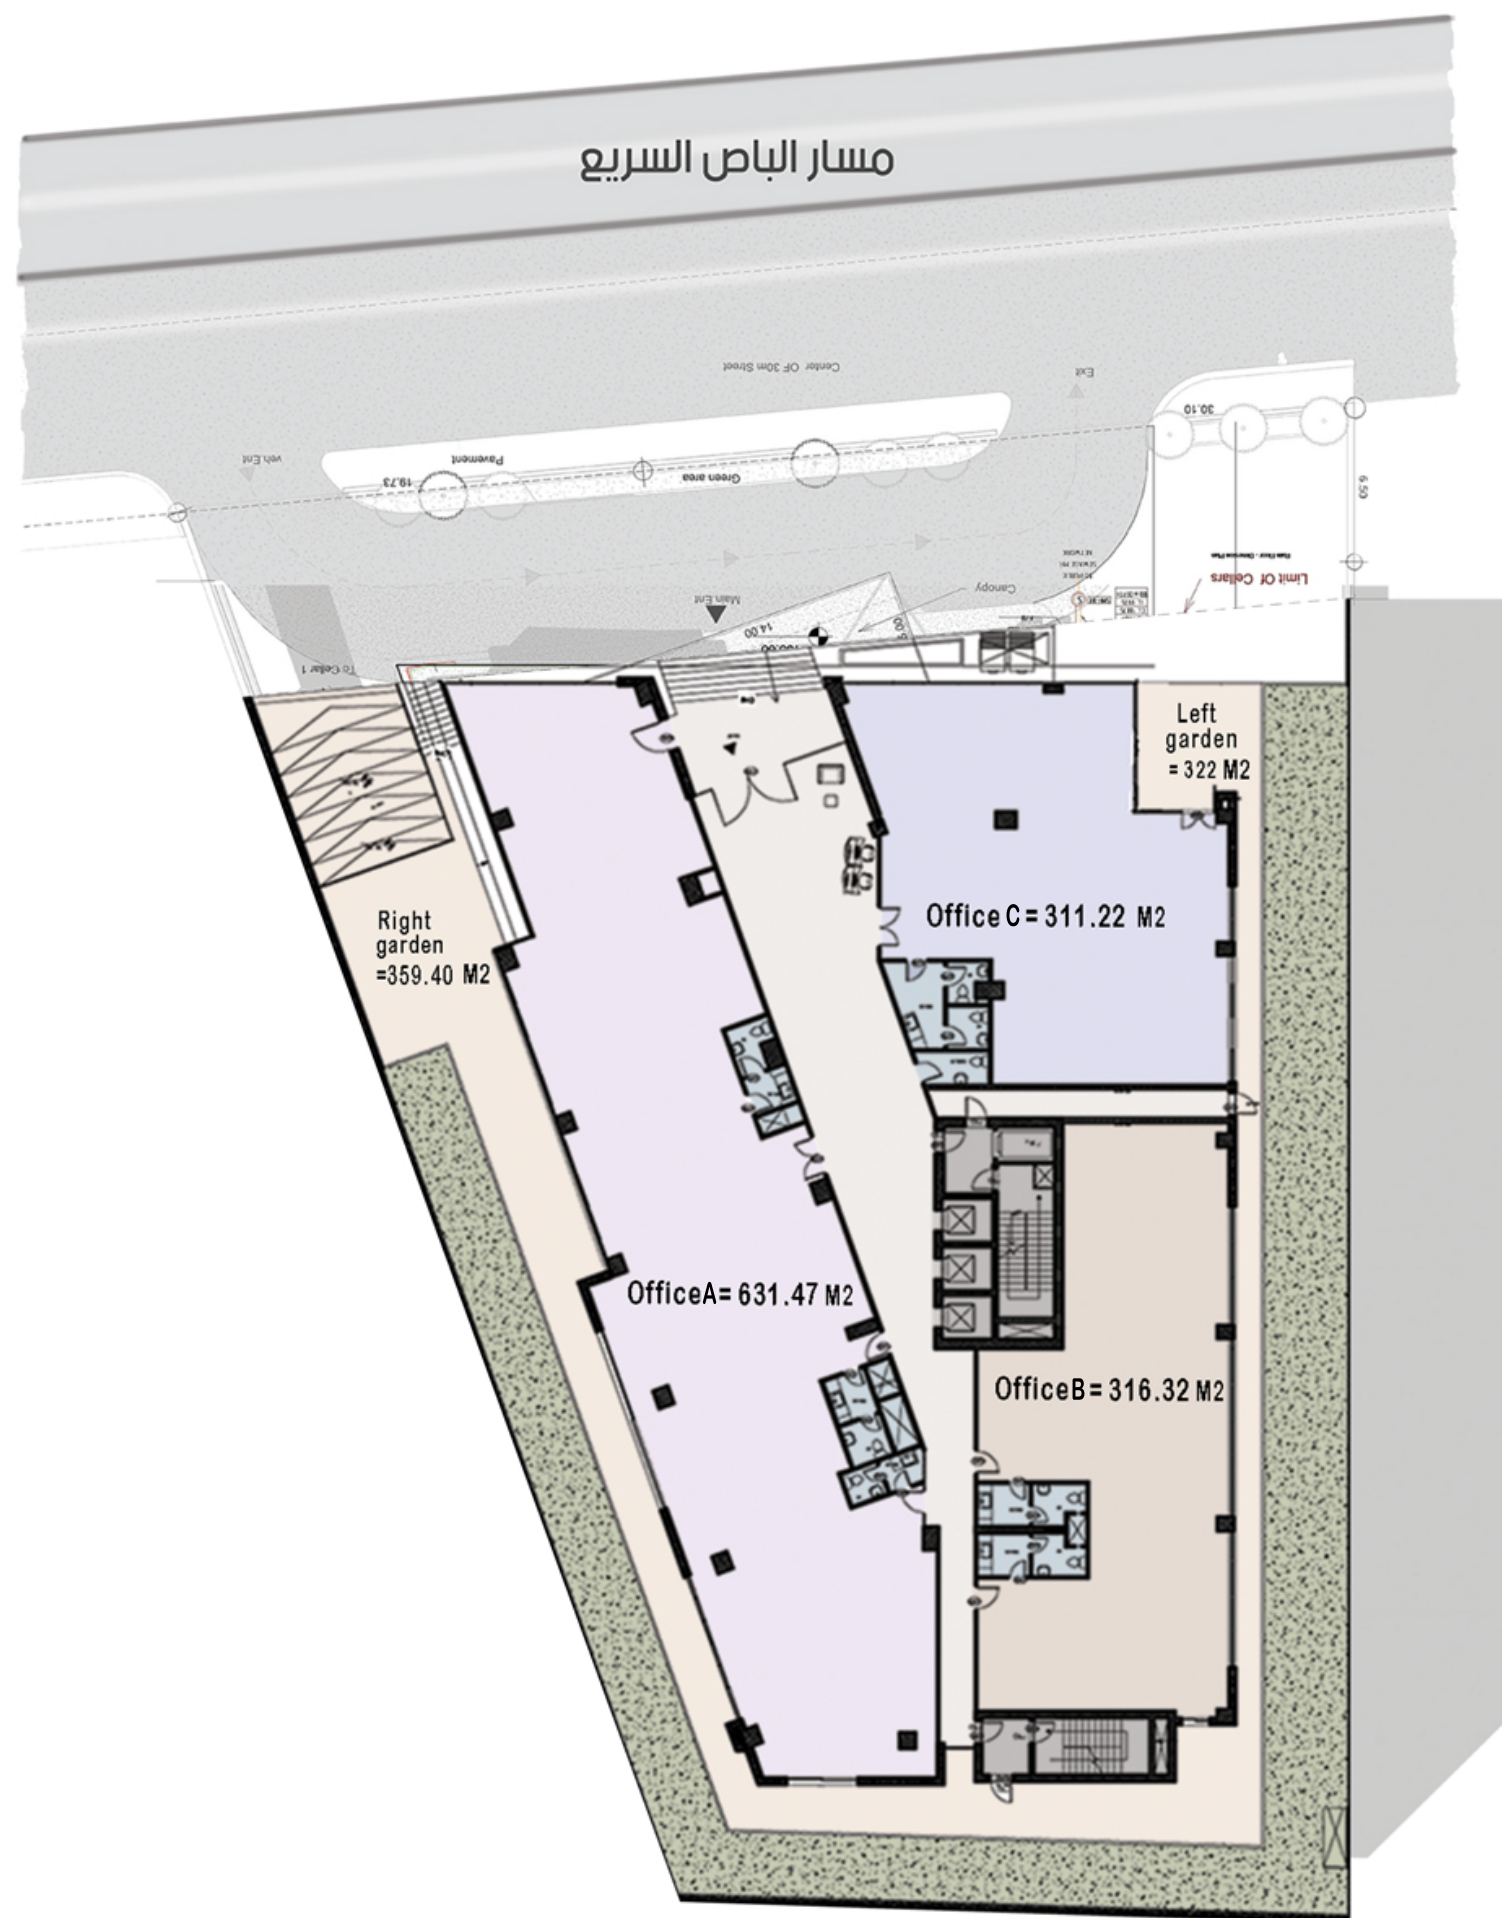 مسار الباص السريع
Center OF 30m Street
Exit
30.10
veh.Ent
Pavement
19.73
Green area
6.50
Limit Of Cellars
Canopy
Main.Ent
14.00
5.00
To Cellar 1
Left
garden
= 322 M2
Right
garden
=359.40 M2
Office C= 311.22 M2
OfficeA= 631.47 M2
OfficeB= 316.32 M2